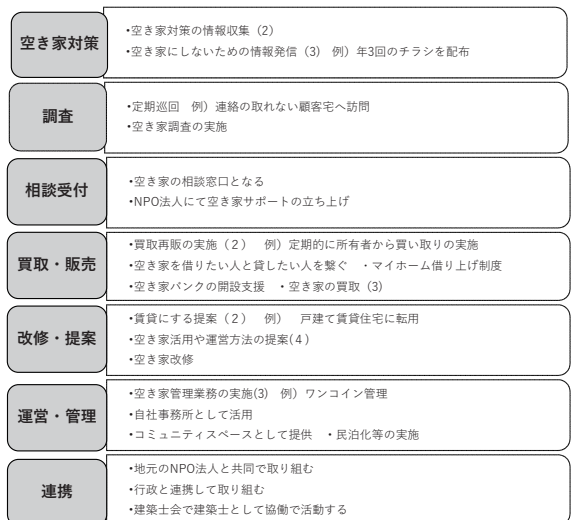 空き家対策
•空き家対策の情報収集（2）
•空き家にしないための情報発信（3） 例）年3回のチラシを配布
調査
•定期巡回　例）連絡の取れない顧客宅へ訪問
•空き家調査の実施
相談受付
•空き家の相談窓口となる
•NPO法人にて空き家サポートの立ち上げ
買取・販売
•買取再販の実施（２）　例）定期的に所有者から買い取りの実施
•空き家を借りたい人と貸したい人を繋ぐ　・マイホーム借り上げ制度
•空き家バンクの開設支援　・空き家の買取（3）
改修・提案
•賃貸にする提案（２）　例）　戸建て賃貸住宅に転用
•空き家活用や運営方法の提案(４)
•空き家改修
運営・管理
•空き家管理業務の実施(3)　例）ワンコイン管理
•自社事務所として活用
•コミュニティスペースとして提供　・民泊化等の実施
連携
•地元のNPO法人と共同で取り組む
•行政と連携して取り組む
•建築士会で建築士として協働で活動する